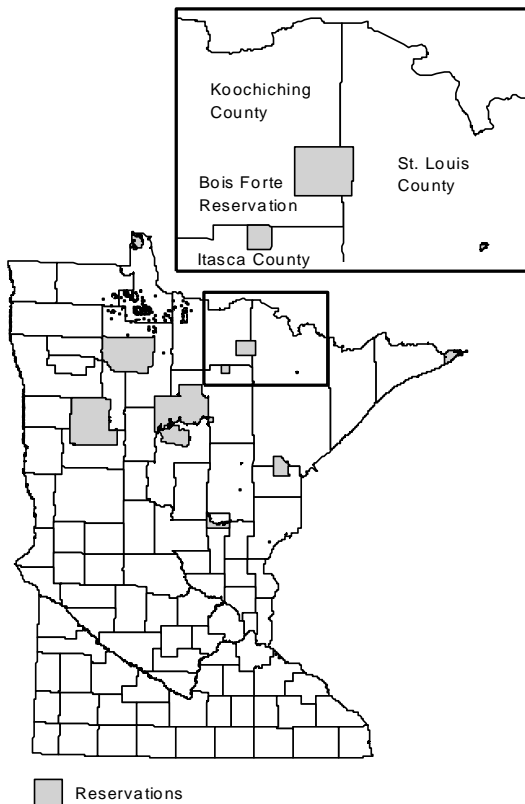 Koochiching
County
St. Louis
County
Bois Forte
Reservation
Itasca County
Reservations